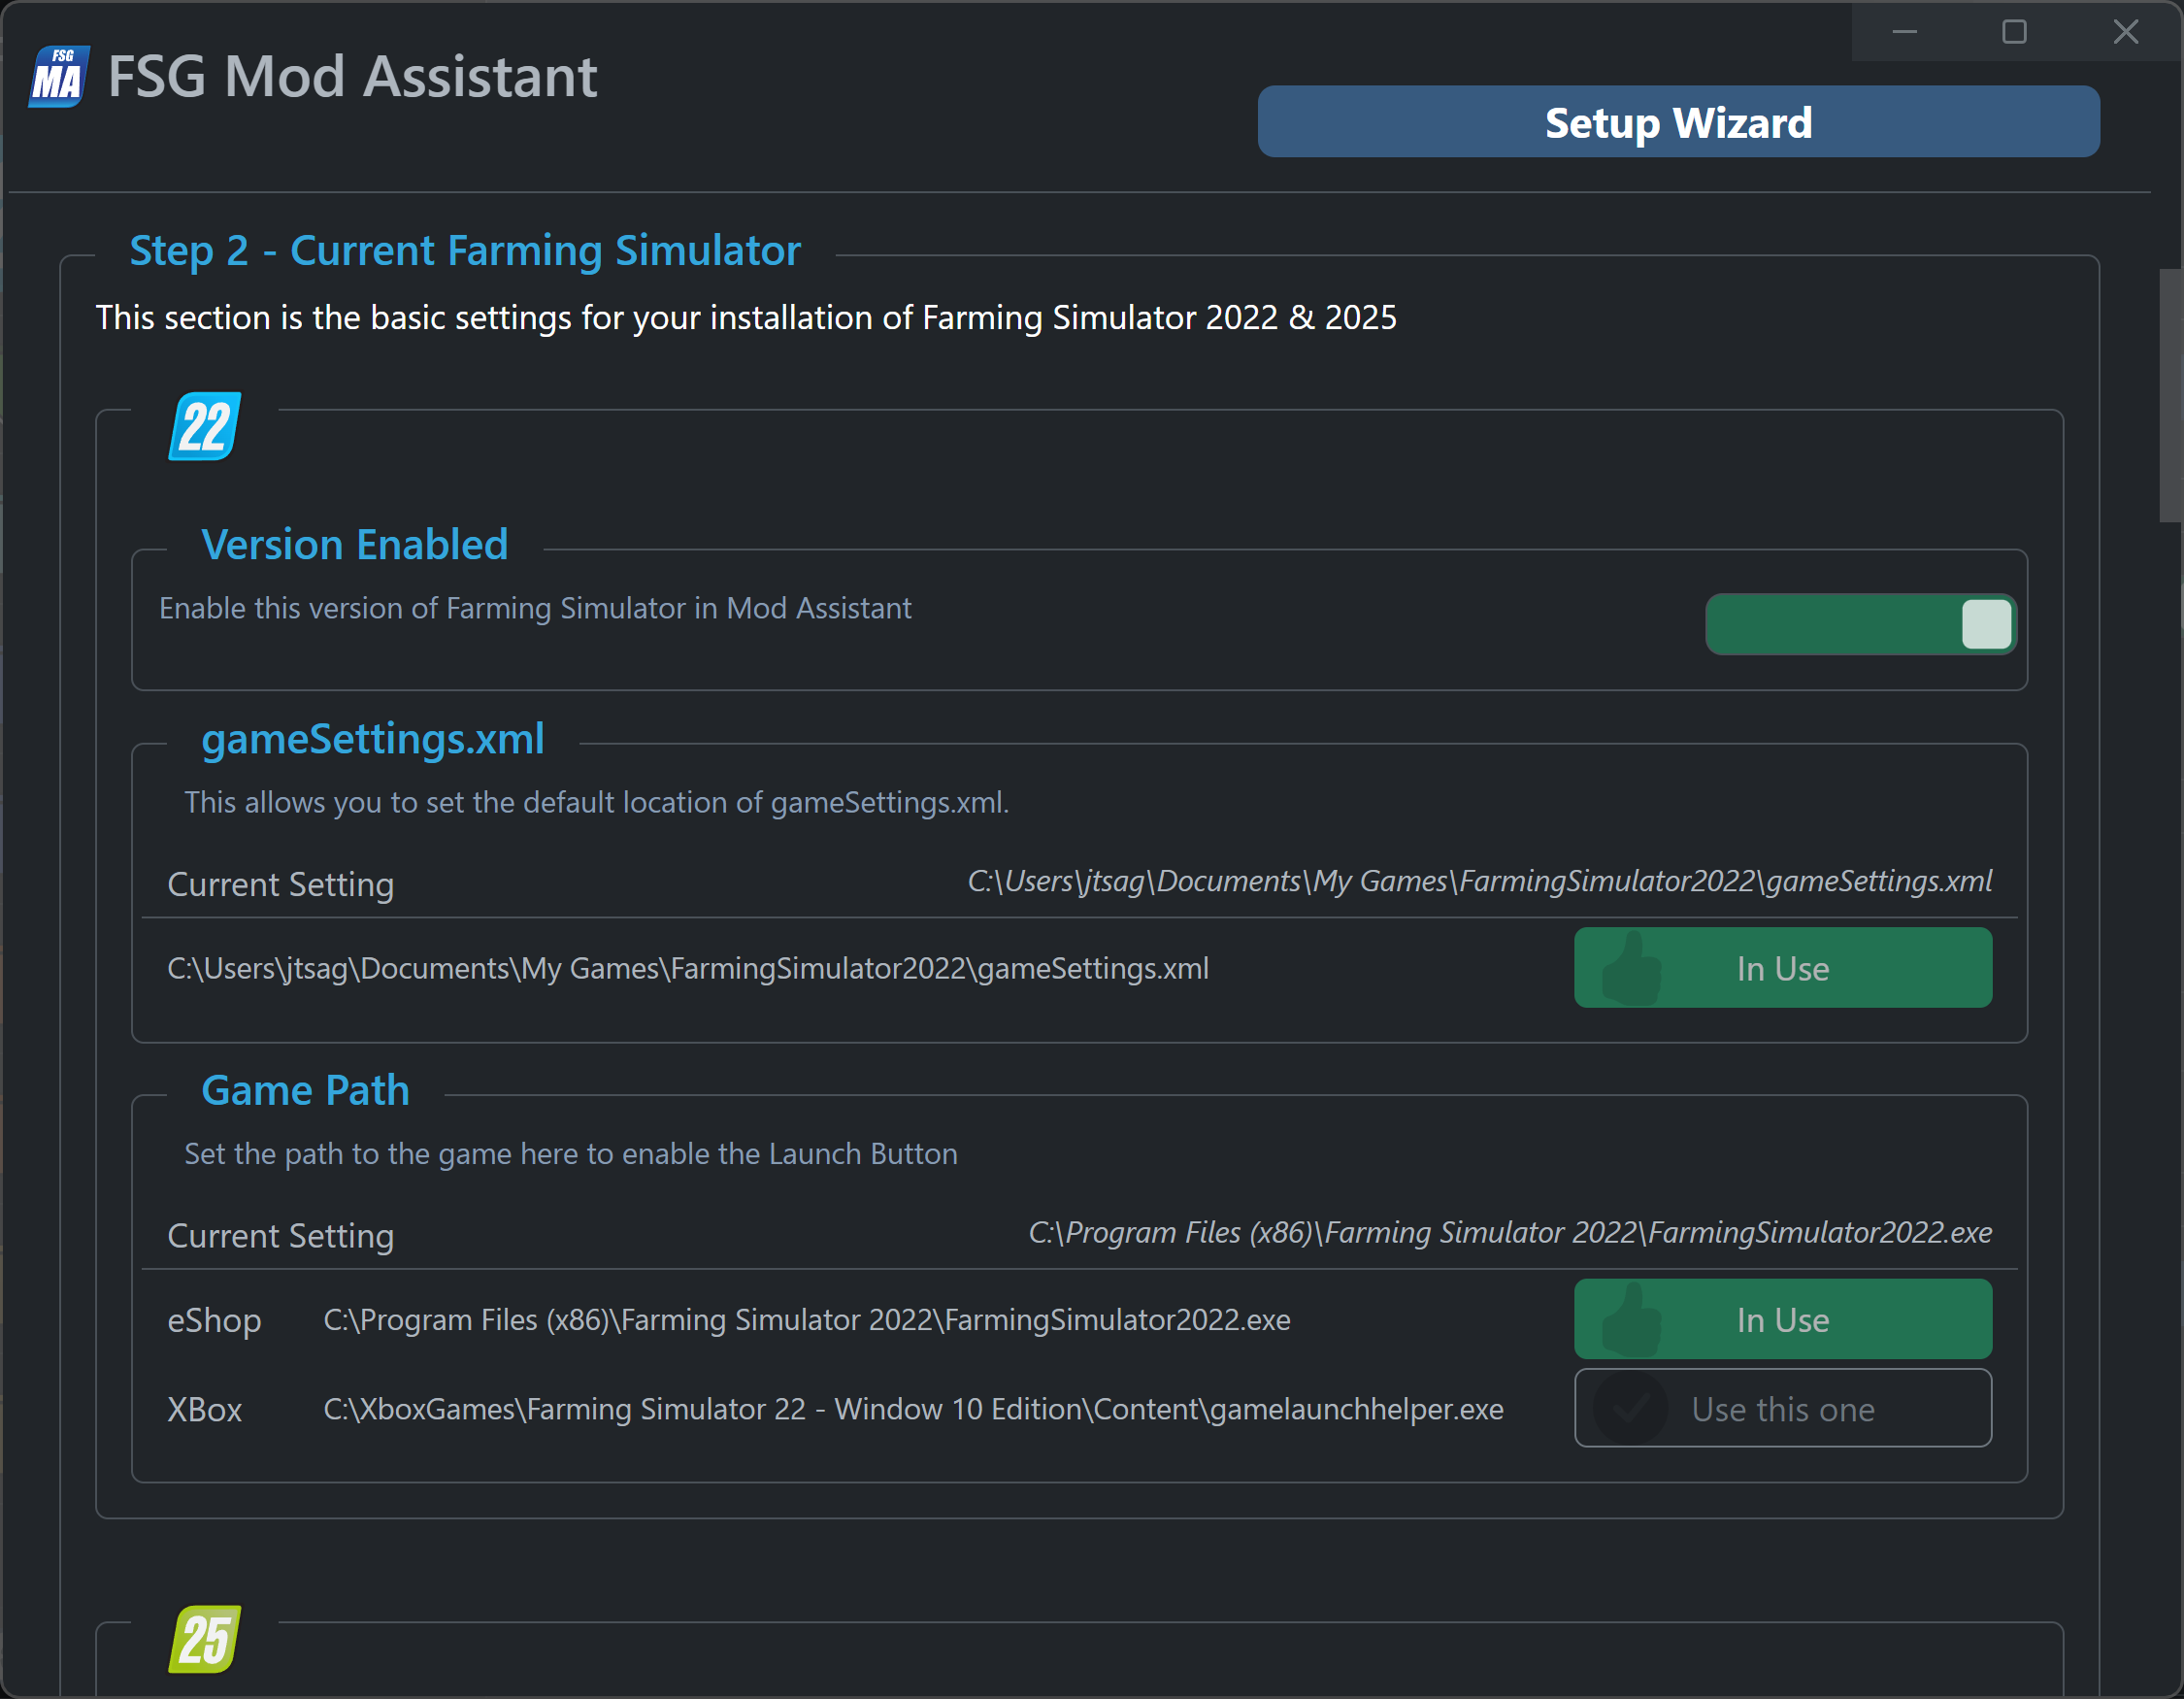 FSG
MA
FSG Mod Assistant
Setup Wizard
Step 2 - Current Farming Simulator
This section is the basic settings for your installation of Farming Simulator 2022 & 2025
22
Version Enabled
Enable this version of Farming Simulator in Mod Assistant
gameSettings.xml
This allows you to set the default location of gameSettings.xml.
Current Setting C:\Users\jtsag\Documents\My Games\FarmingSimulator2022\gameSettings.xml
C:\Users\jtsag\Documents\My Games\FarmingSimulator2022\gameSettings.xml In Use
Game Path
Set the path to the game here to enable the Launch Button
Current Setting C:\Program Files (x86)\Farming Simulator 2022\FarmingSimulator2022.exe
eShop C:\Program Files (x86)\Farming Simulator 2022\FarmingSimulator2022.exe In Use
XBox C:\XboxGames\Farming Simulator 22 - Window 10 Edition\Content\gamelaunchhelper.exe Use this one
25